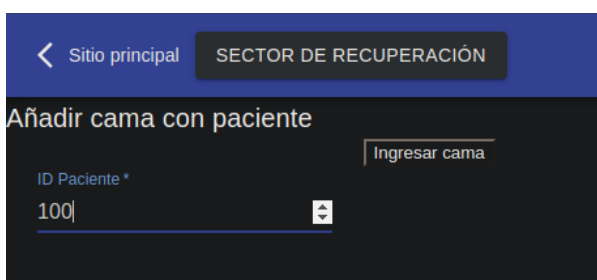 Sitio principal SECTOR DE RECUPERACIÓN
Añadir cama con paciente
Ingresar cama
ID Paciente *
100